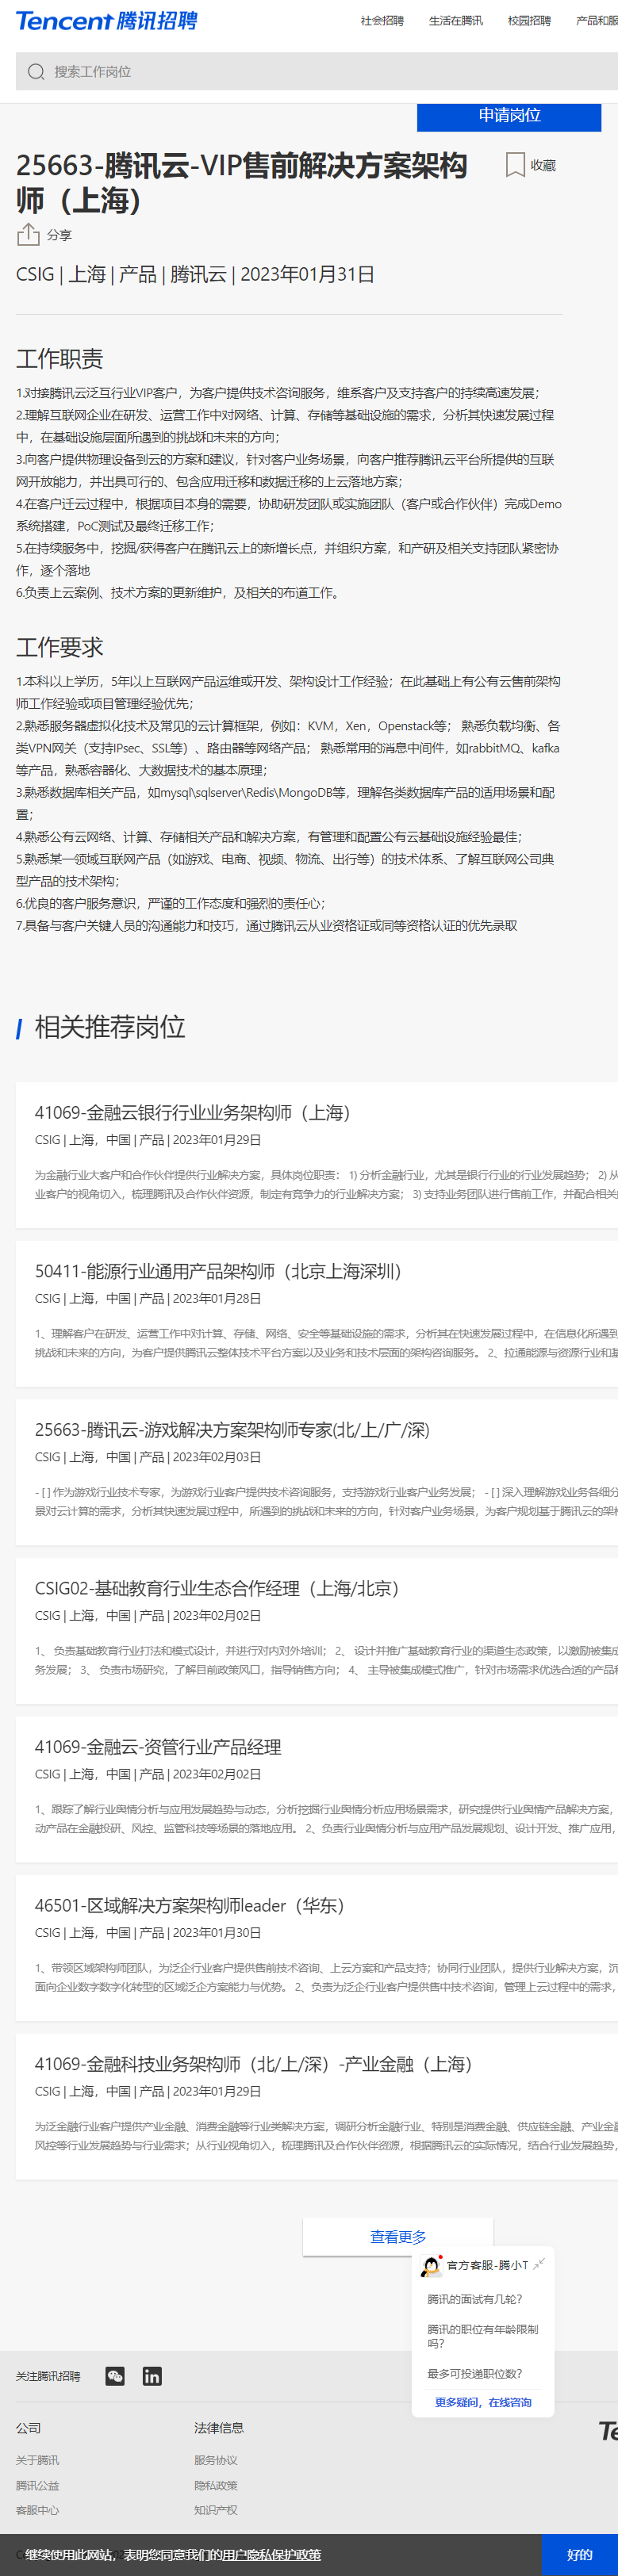 Tencent 腾讯招聘
社会招聘 生活在腾讯 校园招聘 产品和服
搜索工作岗位
申请岗位
25663-腾讯云-VIP售前解决方案架构
师（上海）
收藏
分享
CSIG | 上海 | 产品 | 腾讯云 | 2023年01月31日
工作职责
1.对接腾讯云泛互行业VIP客户，为客户提供技术咨询服务，维系客户及支持客户的持续高速发展；
2.理解互联网企业在研发、运营工作中对网络、计算、存储等基础设施的需求，分析其快速发展过程
中，在基础设施层面所遇到的挑战和未来的方向；
3.向客户提供物理设备到云的方案和建议，针对客户业务场景，向客户推荐腾讯云平台所提供的互联
网开放能力，并出具可行的、包含应用迁移和数据迁移的上云落地方案；
4.在客户迁云过程中，根据项目本身的需要，协助研发团队或实施团队（客户或合作伙伴）完成Demo
系统搭建，PoC测试及最终迁移工作；
5.在持续服务中，挖掘/获得客户在腾讯云上的新增长点，并组织方案，和产研及相关支持团队紧密协
作，逐个落地
6.负责上云案例、技术方案的更新维护，及相关的布道工作。
工作要求
1.本科以上学历，5年以上互联网产品运维或开发、架构设计工作经验；在此基础上有公有云售前架构
师工作经验或项目管理经验优先；
2.熟悉服务器虚拟化技术及常见的云计算框架，例如：KVM，Xen，Openstack等； 熟悉负载均衡、各
类VPN网关（支持IPsec、SSL等）、路由器等网络产品； 熟悉常用的消息中间件，如rabbitMQ、kafka
等产品，熟悉容器化、大数据技术的基本原理；
3.熟悉数据库相关产品，如mysql\sqlserver\Redis\MongoDB等，理解各类数据库产品的适用场景和配
置；
4.熟悉公有云网络、计算、存储相关产品和解决方案，有管理和配置公有云基础设施经验最佳；
5.熟悉某一领域互联网产品（如游戏、电商、视频、物流、出行等）的技术体系、了解互联网公司典
型产品的技术架构；
6.优良的客户服务意识，严谨的工作态度和强烈的责任心；
7.具备与客户关键人员的沟通能力和技巧，通过腾讯云从业资格证或同等资格认证的优先录取
相关推荐岗位
41069-金融云银行行业业务架构师（上海）
CSIG | 上海，中国 | 产品 | 2023年01月29日
为金融行业大客户和合作伙伴提供行业解决方案，具体岗位职责： 1) 分析金融行业，尤其是银行行业的行业发展趋势； 2) 从
业客户的视角切入，梳理腾讯及合作伙伴资源，制定有竞争力的行业解决方案； 3) 支持业务团队进行售前工作，并配合相关
50411-能源行业通用产品架构师（北京上海深圳）
CSIG | 上海，中国 | 产品 | 2023年01月28日
1、理解客户在研发、运营工作中对计算、存储、网络、安全等基础设施的需求，分析其在快速发展过程中，在信息化所遇到
挑战和未来的方向，为客户提供腾讯云整体技术平台方案以及业务和技术层面的架构咨询服务。 2、拉通能源与资源行业和基
25663-腾讯云-游戏解决方案架构师专家(北/上/广/深)
CSIG | 上海，中国 | 产品 | 2023年02月03日
- [ ] 作为游戏行业技术专家，为游戏行业客户提供技术咨询服务，支持游戏行业客户业务发展； - [ ] 深入理解游戏业务各细分
景对云计算的需求，分析其快速发展过程中，所遇到的挑战和未来的方向，针对客户业务场景，为客户规划基于腾讯云的架构
CSIG02-基础教育行业生态合作经理（上海/北京）
CSIG | 上海，中国 | 产品 | 2023年02月02日
1、 负责基础教育行业打法和模式设计，并进行对内对外培训； 2、 设计并推广基础教育的渠道生态政策，以激励被集成
务发展； 3、 负责市场研究，了解目前政策风口，指导销售方向； 4、 主导被集成模式推广，针对市场需求优选合适的产品和
41069-金融云-资管行业产品经理
CSIG | 上海，中国 | 产品 | 2023年02月02日
1、跟踪了解行业舆情分析与应用发展趋势与动态，分析挖掘行业舆情分析应用场景需求，研究提供行业舆情产品解决方案，
动产品在金融投研、风控、监管科技等场景的落地应用。 2、负责行业舆情分析与应用产品发展规划、设计开发、推广应用，
46501-区域解决方案架构师leader（华东）
CSIG | 上海，中国 | 产品 | 2023年01月30日
1、带领区域架构师团队，为泛企行业客户提供售前技术咨询、上云方案和产品支持；协同行业团队，提供行业解决方案，沉
面向企业数字数字化转型的区域泛企方案能力与优势。 2、负责为泛企行业客户提供售中技术咨询，管理上云过程中的需求，
41069-金融科技业务架构师（北/上/深）-产业金融（上海）
CSIG | 上海，中国 | 产品 | 2023年01月29日
为泛金融行业客户提供产业金融、消费金融等行业类解决方案，调研分析金融行业、特别是消费金融、供应链金融、产业金融
风控等行业发展趋势与行业需求；从行业视角切入，梳理腾讯及合作伙伴资源，根据腾讯云的实际情况，结合行业发展趋势，
查看更多
官方客服-腾小T
腾讯的面试有几轮？
腾讯的职位有年龄限制
吗？
最多可投递职位数？
更多疑问，在线咨询
关注腾讯招聘
公司 法律信息 Te
关于腾讯 服务协议
腾讯公益 隐私政策
客服中心 知识产权
继续使用此网站，表明您同意我们的用户隐私保护政策
好的